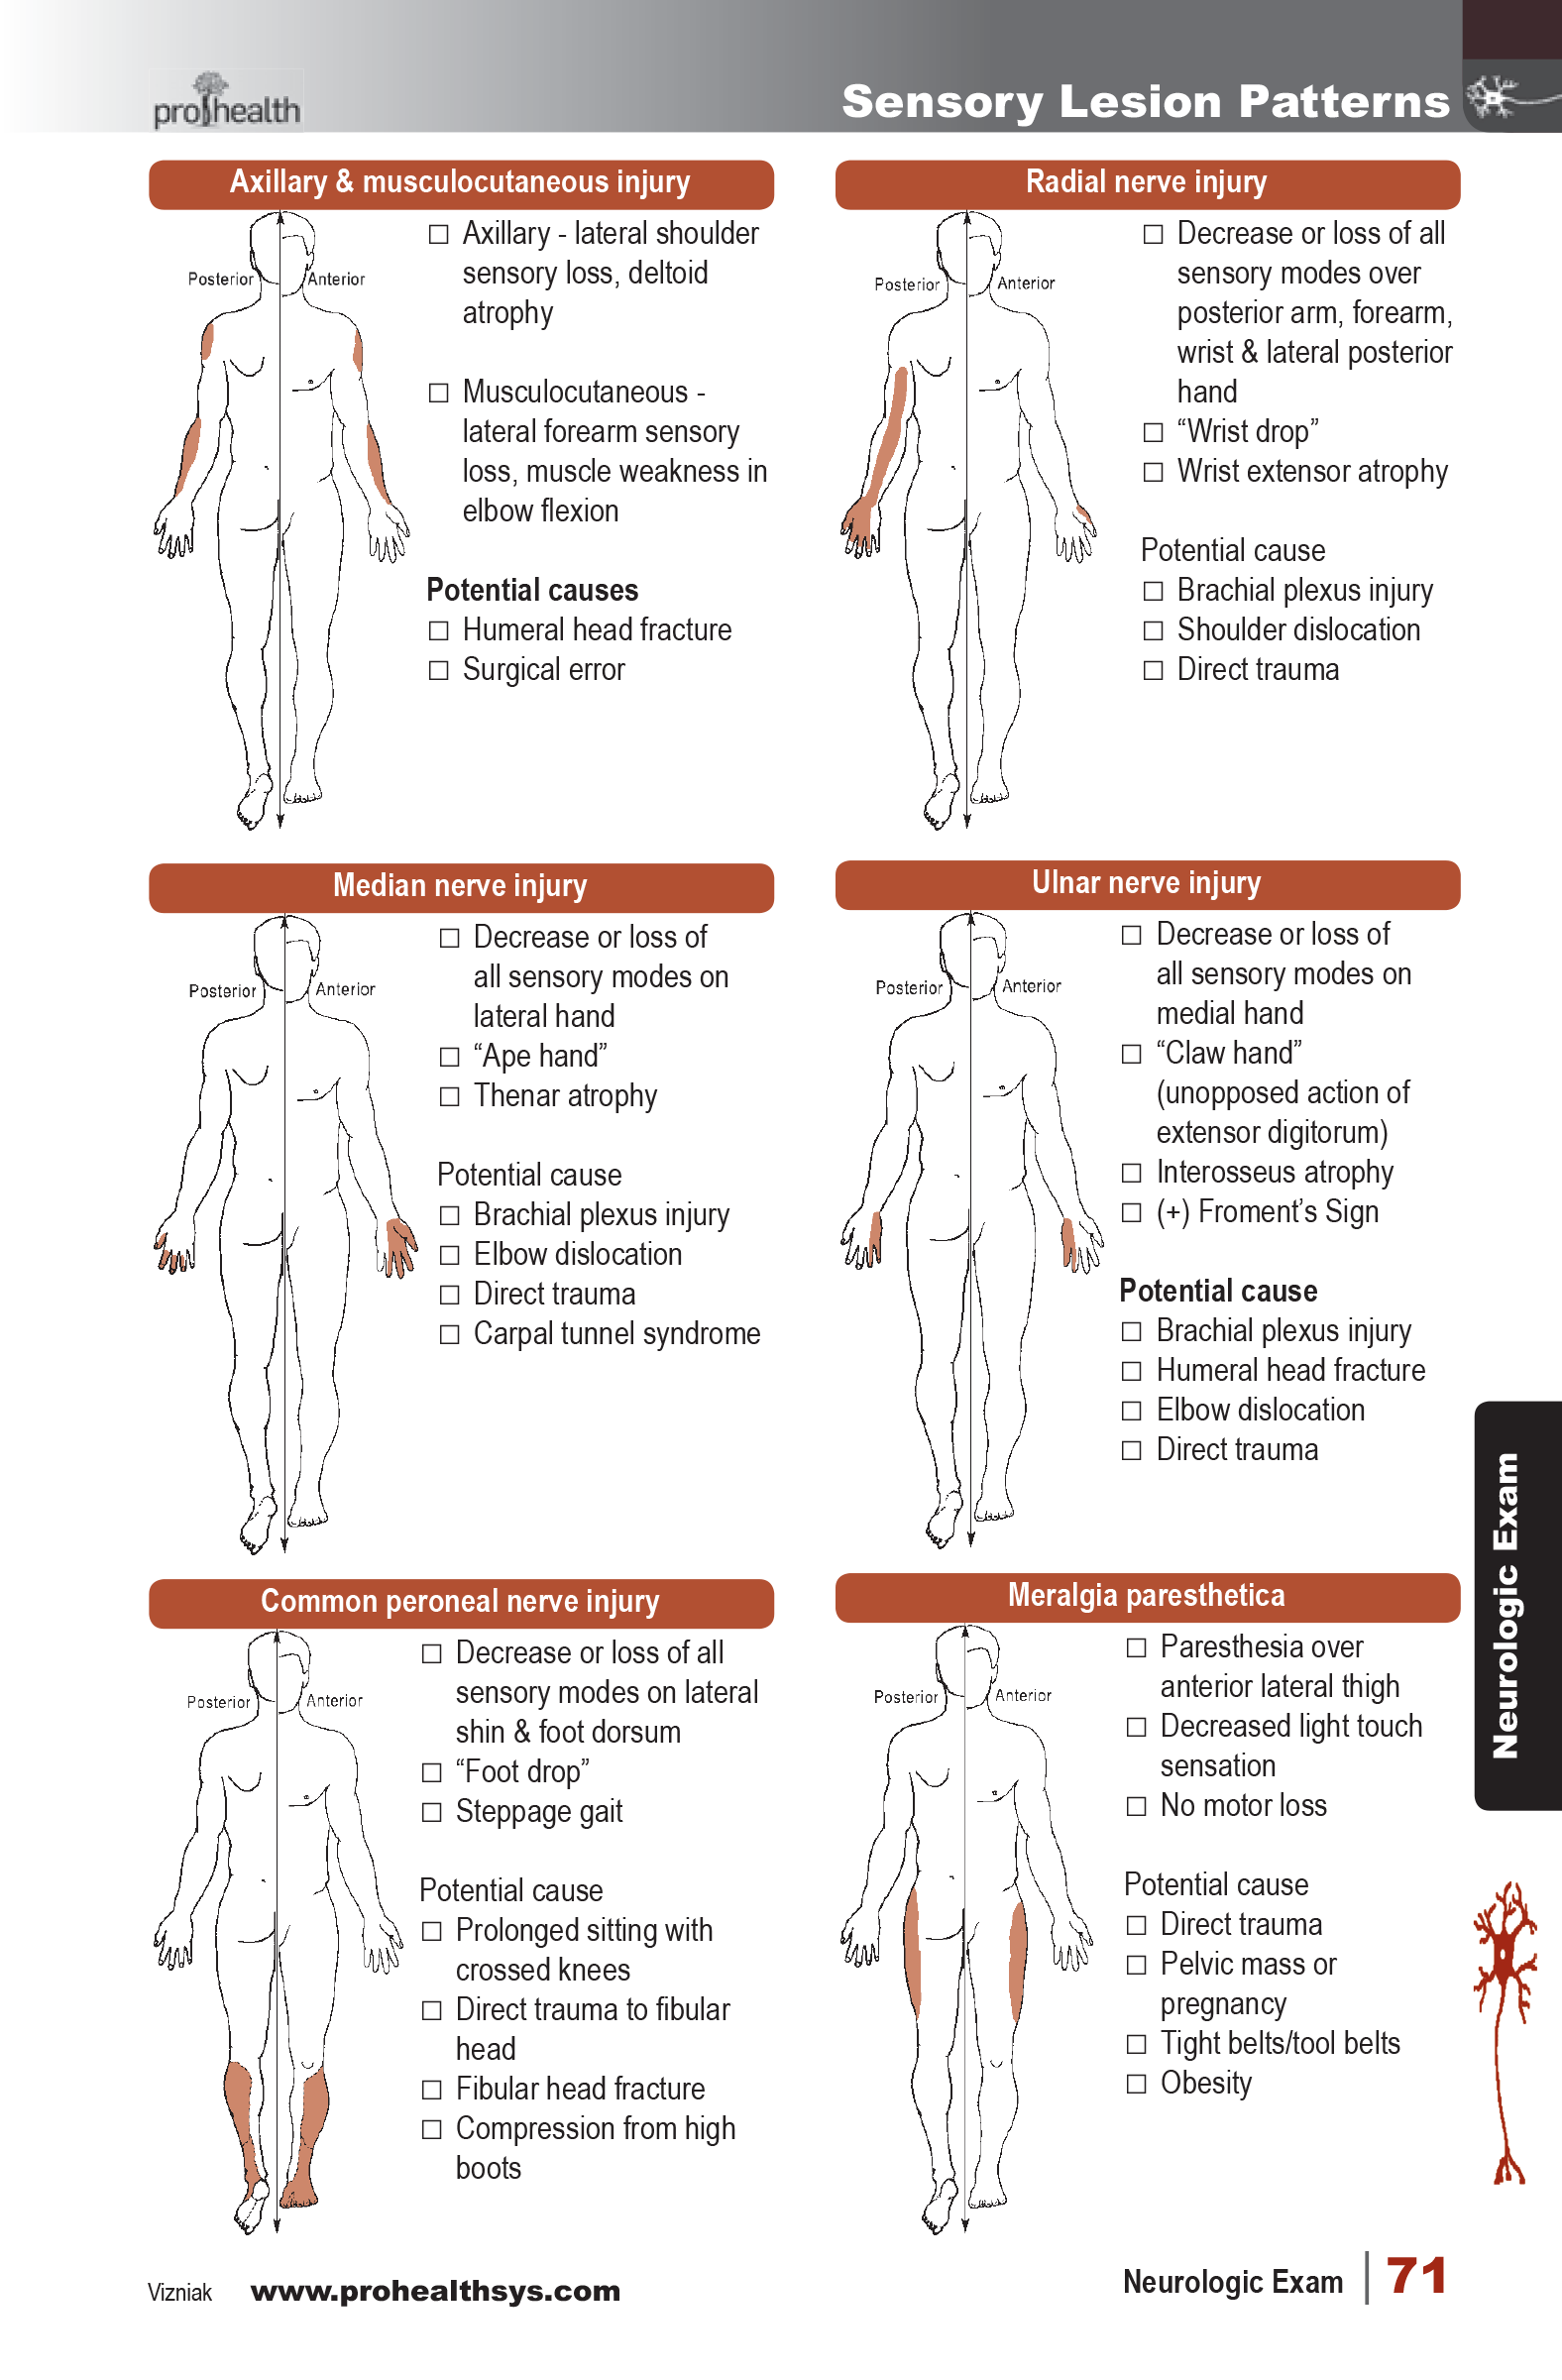 prohealth
Sensory Lesion Patterns
Axillary & musculocutaneous injury
Posterior
Anterior
☐ Axillary - lateral shoulder
sensory loss, deltoid
atrophy
☐ Musculocutaneous -
lateral forearm sensory
loss, muscle weakness in
elbow flexion
Potential causes
☐ Humeral head fracture
☐ Surgical error
Radial nerve injury
Posterior
Anterior
☐ Decrease or loss of all
sensory modes over
posterior arm, forearm,
wrist & lateral posterior
hand
☐ “Wrist drop”
☐ Wrist extensor atrophy
Potential cause
☐ Brachial plexus injury
☐ Shoulder dislocation
☐ Direct trauma
Median nerve injury
Posterior
Anterior
☐ Decrease or loss of
all sensory modes on
lateral hand
☐ “Ape hand”
☐ Thenar atrophy
Potential cause
☐ Brachial plexus injury
☐ Elbow dislocation
☐ Direct trauma
☐ Carpal tunnel syndrome
Ulnar nerve injury
Posterior
Anterior
☐ Decrease or loss of
all sensory modes on
medial hand
☐ “Claw hand”
(unopposed action of
extensor digitorum)
☐ Interosseus atrophy
☐ (+) Froment’s Sign
Potential cause
☐ Brachial plexus injury
☐ Humeral head fracture
☐ Elbow dislocation
☐ Direct trauma
Common peroneal nerve injury
Posterior
Anterior
☐ Decrease or loss of all
sensory modes on lateral
shin & foot dorsum
☐ “Foot drop”
☐ Steppage gait
Potential cause
☐ Prolonged sitting with
crossed knees
☐ Direct trauma to fibular
head
☐ Fibular head fracture
☐ Compression from high
boots
Meralgia paresthetica
Posterior
Anterior
☐ Paresthesia over
anterior lateral thigh
☐ Decreased light touch
sensation
☐ No motor loss
Potential cause
☐ Direct trauma
☐ Pelvic mass or
pregnancy
☐ Tight belts/tool belts
☐ Obesity
Neurologic Exam
Vizniak www.prohealthsys.com
Neurologic Exam 71